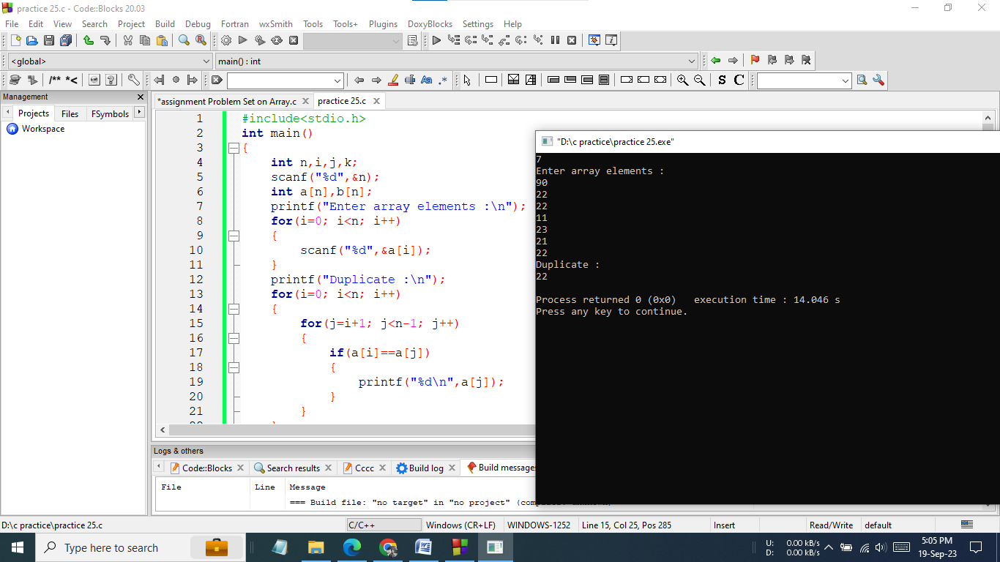 practice 25.c - Code::Blocks 20.03
File Edit View Search Project Build Debug Fortran wxSmith Tools Tools+ Plugins DoxyBlocks Settings Help
<global> main() : int
/** *<
Aa .* S C
Management
Projects Files FSymbols
Workspace
*assignment Problem Set on Array.c practice 25.c
1 #include<stdio.h>
2 int main()
3 {
4 int n,i,j,k;
5 scanf("%d",&n);
6 int a[n],b[n];
7 printf("Enter array elements :\n");
8 for(i=0; i<n; i++)
9 {
10 scanf("%d",&a[i]);
11 }
12 printf("Duplicate :\n");
13 for(i=0; i<n; i++)
14 {
15 for(j=i+1; j<n-1; j++)
16 {
17 if(a[i]==a[j])
18 {
19 printf("%d\n",a[j]);
20 }
21 }
"D:\c practice\practice 25.exe"
7
Enter array elements :
90
22
22
11
23
21
22
Duplicate :
22
Process returned 0 (0x0) execution time : 14.046 s
Press any key to continue.
Logs & others
Code::Blocks Search results Cccc Build log Build messages
File Line Message
=== Build file: "no target" in "no project"
D:\c practice\practice 25.c C/C++ Windows (CR+LF) WINDOWS-1252 Line 15, Col 25, Pos 285 Insert Read/Write default
Type here to search
U: 0.00 kB/s
D: 0.00 kB/s
5:05 PM
19-Sep-23